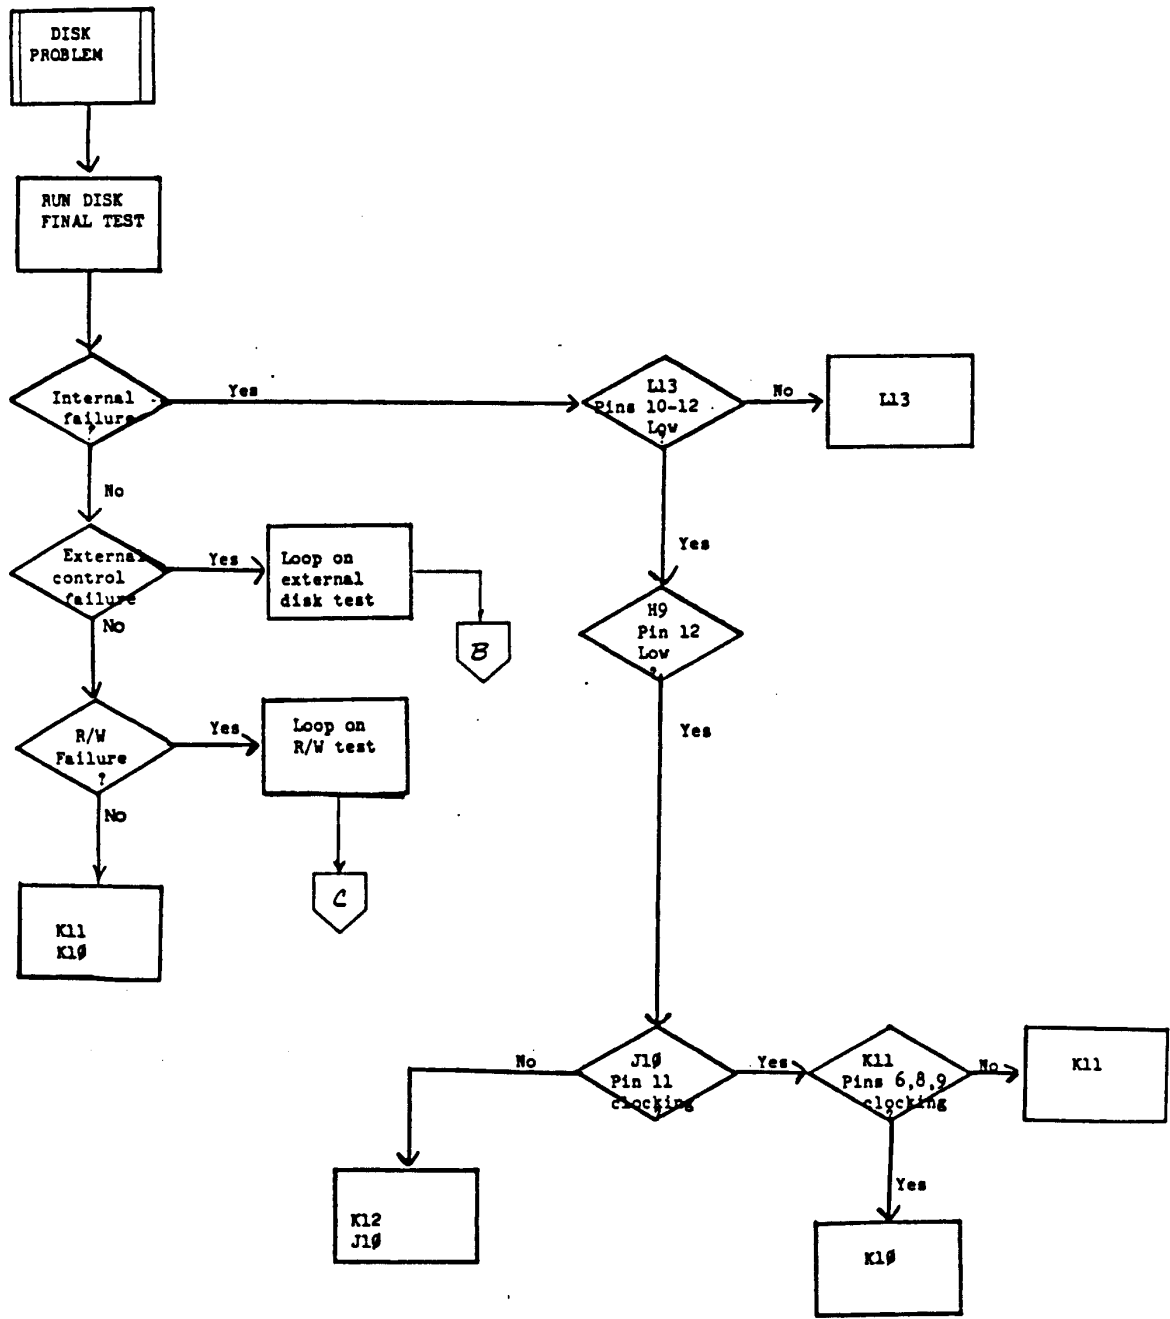 DISK
PROBLEM
RUN DISK
FINAL TEST
Internal
failure
?
Yes
No
L13
Pins 10-12
Low
?
No
L13
Yes
External
control
failure
Yes
No
Loop on
external
disk test
B
H9
Pin 12
Low
?
Yes
R/W
Failure
?
Yes
No
Loop on
R/W test
C
K11
K1Ø
J1Ø
Pin 11
clocking
?
No
Yes
K11
Pins 6,8,9
clocking
?
No
K11
Yes
K12
J1Ø
K1Ø